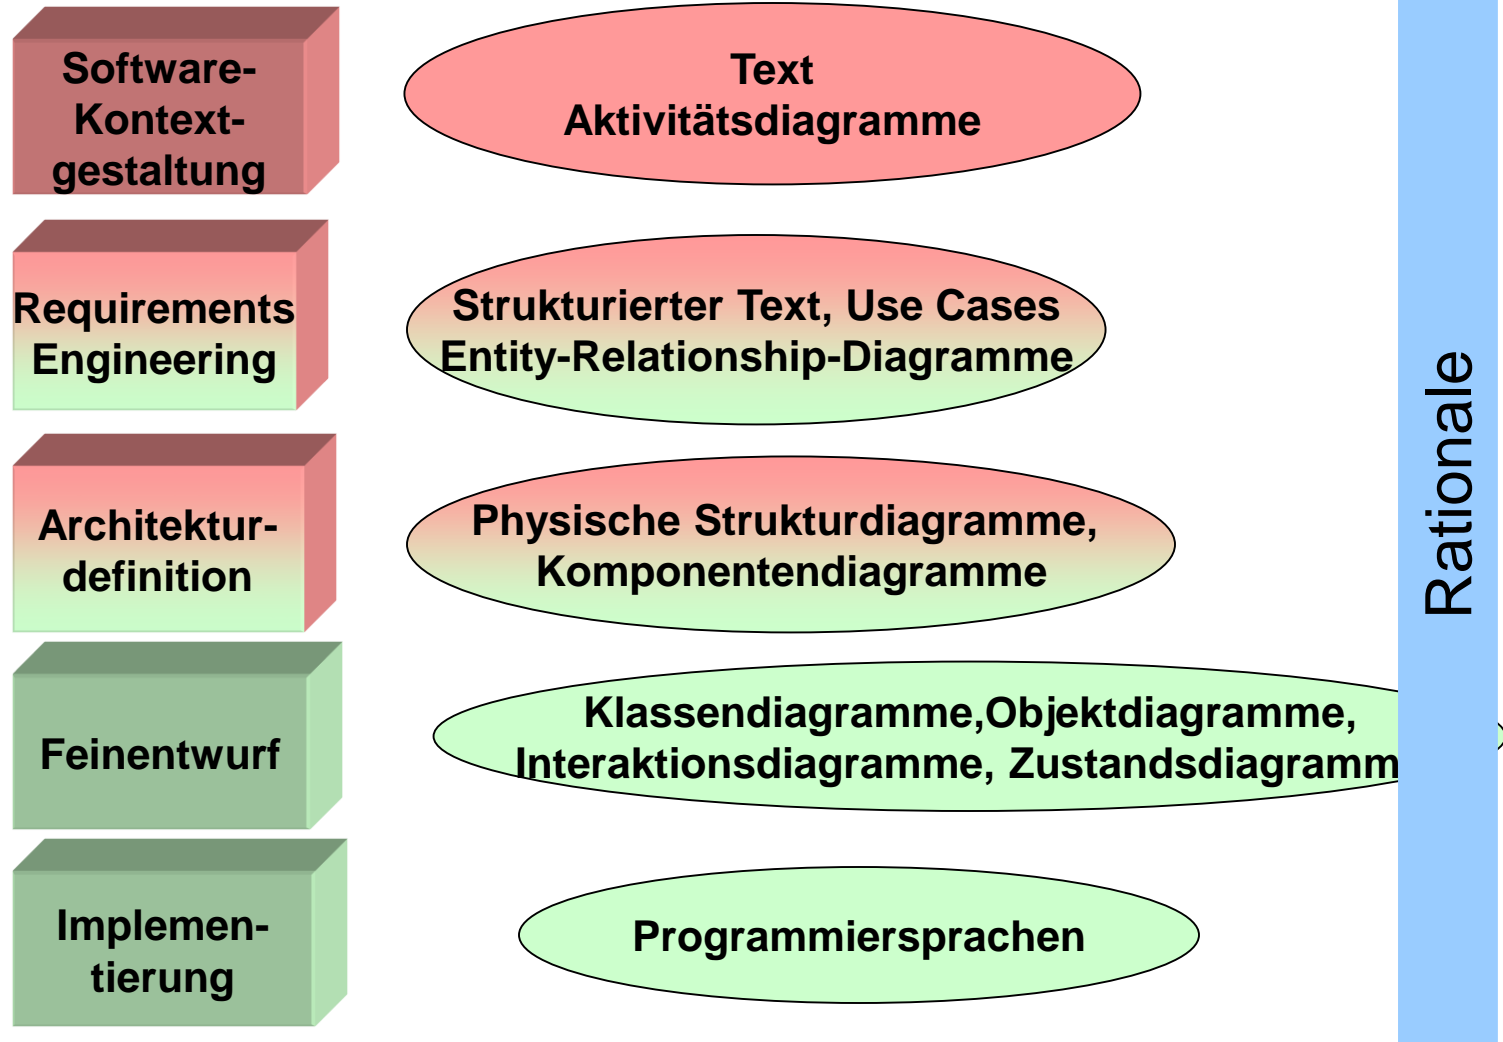 Software-
Kontext-
gestaltung
Text
Aktivitätsdiagramme
Requirements
Engineering
Strukturierter Text, Use Cases
Entity-Relationship-Diagramme
Architektur-
definition
Physische Strukturdiagramme,
Komponentendiagramme
Feinentwurf
Klassendiagramme,Objektdiagramme,
Interaktionsdiagramme, Zustandsdiagramm
Implemen-
tierung
Programmiersprachen
Rationale